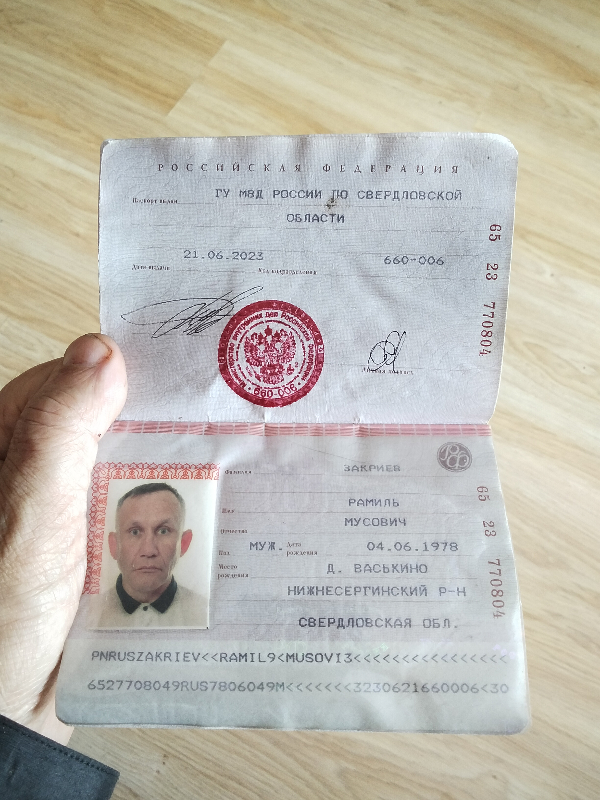 РОССИЙСКАЯ ФЕДЕРАЦИЯ
Паспорт выдан ГУ МВД РОССИИ ПО СВЕРДЛОВСКОЙ
ОБЛАСТИ
Дата выдачи 21.06.2023 Код подразделения 660-006
65 23 770804
Фамилия ЗАКРИЕВ
Имя РАМИЛЬ
Отчество МУСОВИЧ
Пол МУЖ. Дата рождения 04.06.1978
Место рождения Д. ВАСЬКИНО
НИЖНЕСЕРГИНСКИЙ Р-Н
СВЕРДЛОВСКАЯ ОБЛ.
65 23 770804
PNRUSZAKRIEV<<RAMIL9<MUSOVI3<<<<<<<<<<<<<<<<
6527708049RUS7806049M<<<<<<<3230621660006<30